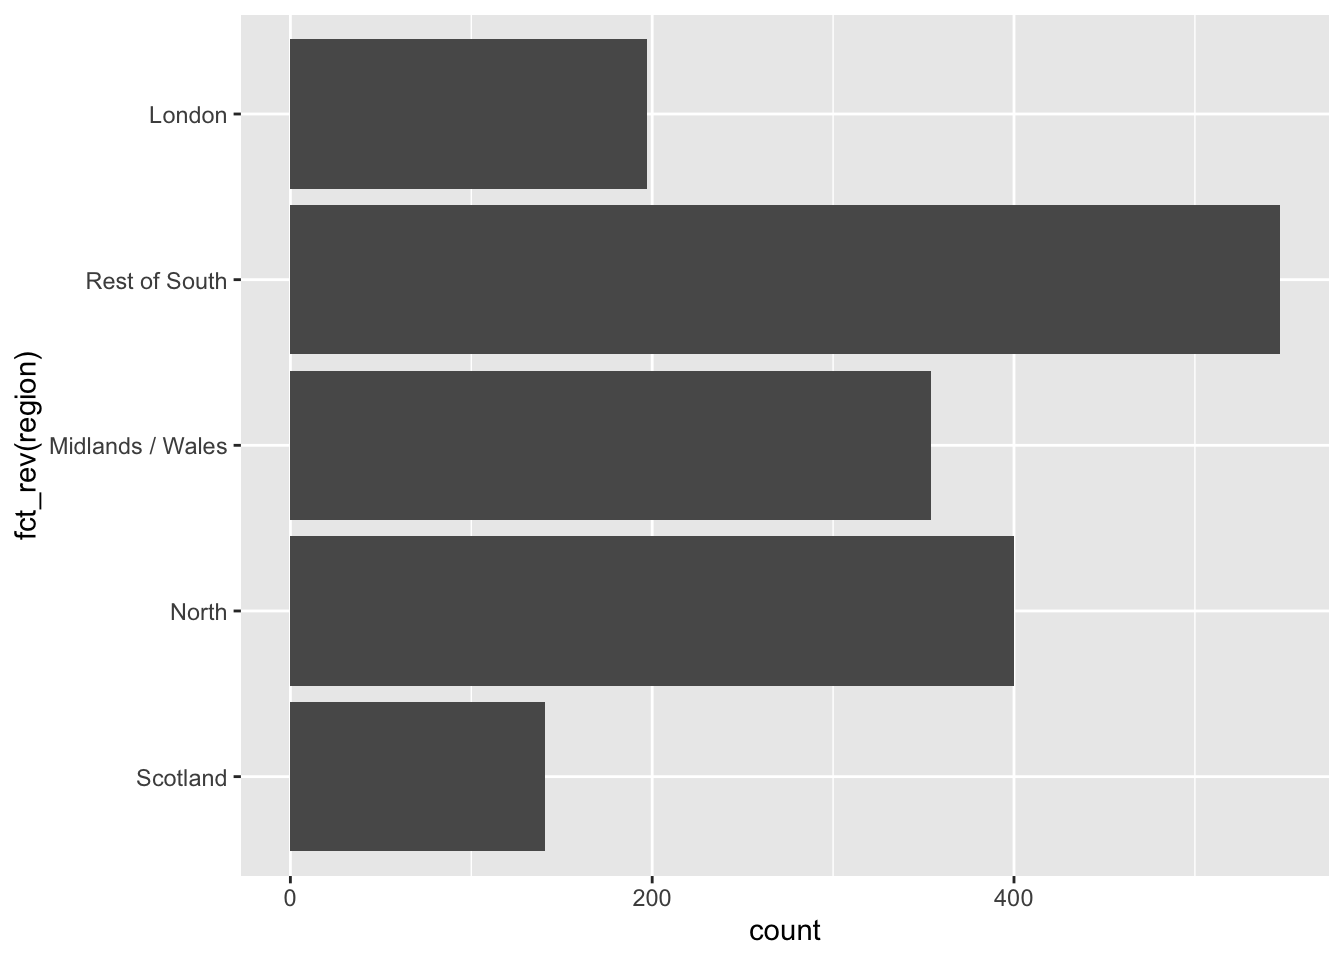 London
Rest of South
Midlands / Wales
North
Scotland
fct_rev(region)
0 200 400
count